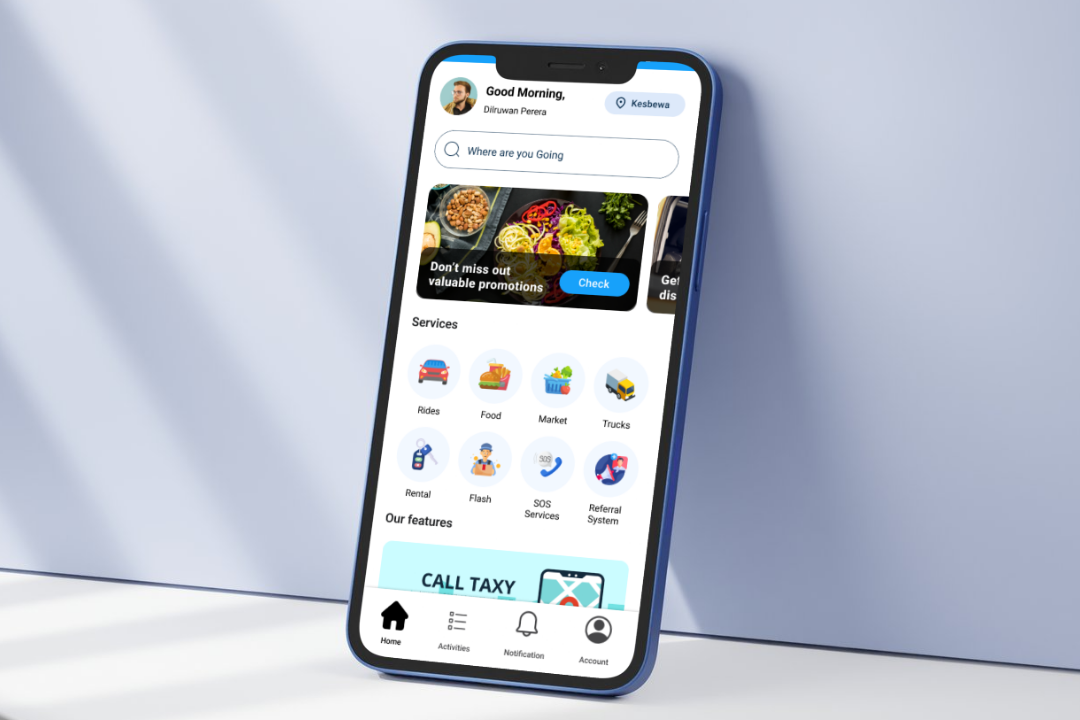 Good Morning,
Dilruwan Perera
Kesbewa
Where are you Going
Don't miss out
valuable promotions
Check
Get
dis
Services
Rides
Food
Market
Trucks
SOS
Rental
Flash
SOS
Services
Referral
System
Our features
CALL TAXY
Home
Activities
Notification
Account